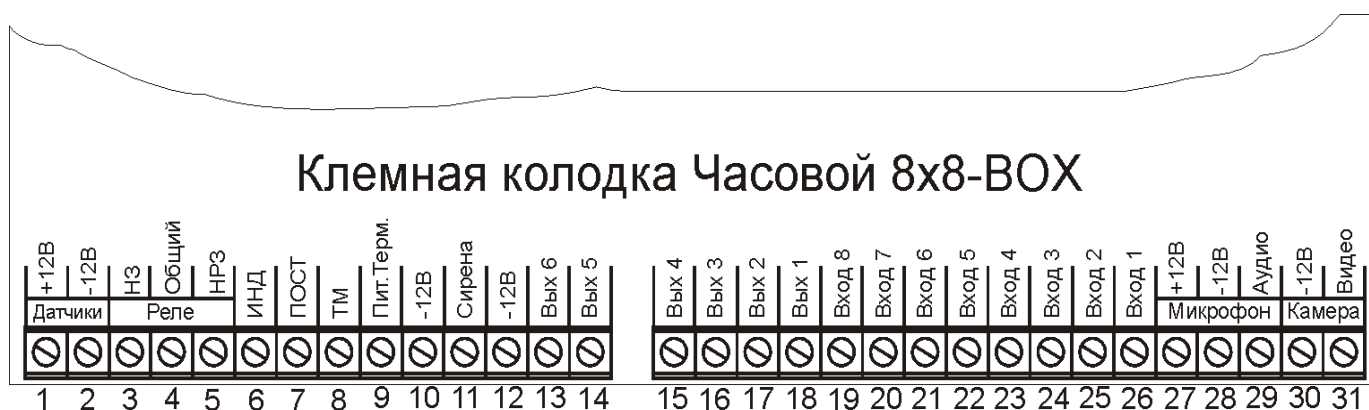 Клемная колодка Часовой 8x8-BOX
+12В -12В НЗ Общий НРЗ ИНД ПОСТ ТМ Пит.Терм. -12В Сирена -12В Вых 6 Вых 5 Вых 4 Вых 3 Вых 2 Вых 1 Вход 8 Вход 7 Вход 6 Вход 5 Вход 4 Вход 3 Вход 2 Вход 1 +12В -12В Аудио -12В Видео
Датчики Реле Микрофон Камера
1 2 3 4 5 6 7 8 9 10 11 12 13 14 15 16 17 18 19 20 21 22 23 24 25 26 27 28 29 30 31